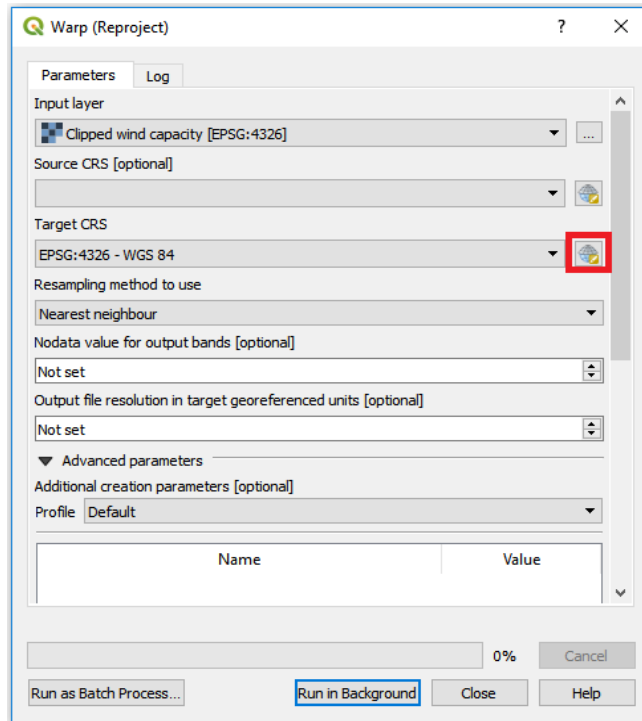 Warp (Reproject) ?
Parameters Log
Input layer
Clipped wind capacity [EPSG:4326] ...
Source CRS [optional]
Target CRS
EPSG:4326 - WGS 84
Resampling method to use
Nearest neighbour
Nodata value for output bands [optional]
Not set
Output file resolution in target georeferenced units [optional]
Not set
Advanced parameters
Additional creation parameters [optional]
Profile Default
Name Value
0% Cancel
Run as Batch Process... Run in Background Close Help